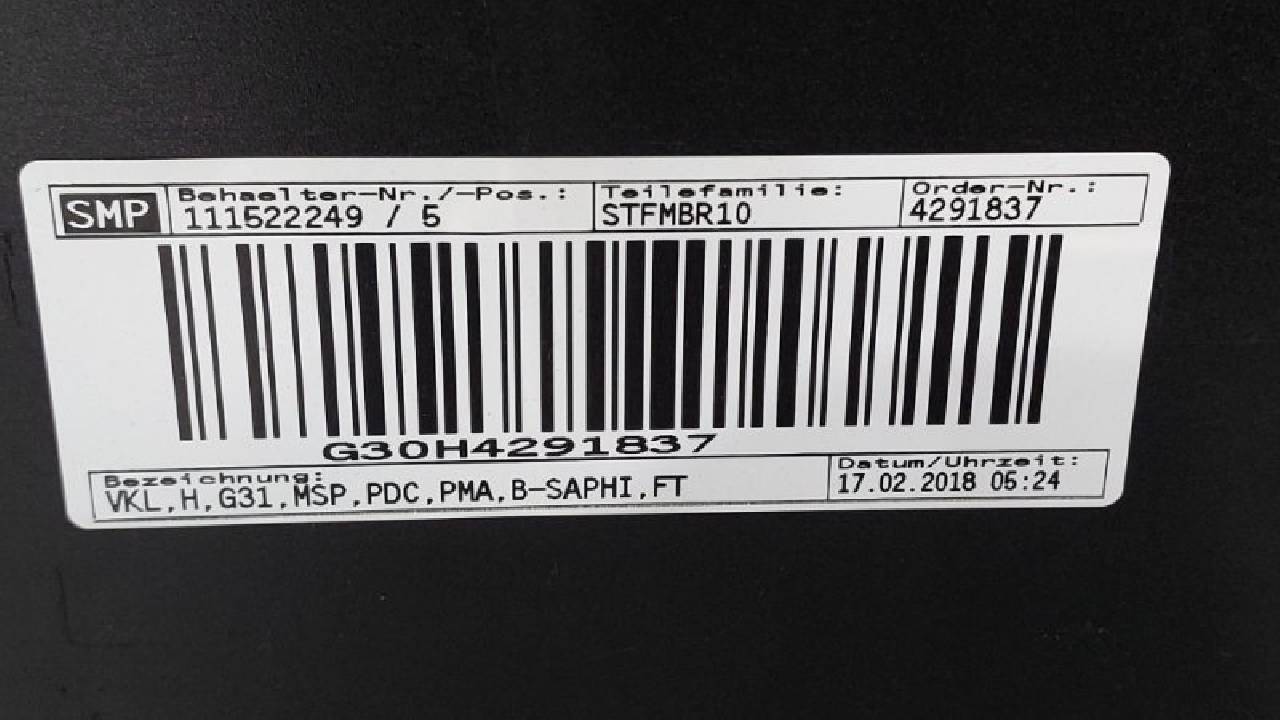 SMP
Behaelter-Nr./-Pos.: Teilefamilie: Order-Nr.:
111522249 / 5 STFMBR10 4291837
G30H4291837
Bezeichnung: Datum/Uhrzeit:
VKL,H,G31,MSP,PDC,PMA,B-SAPHI,FT 17.02.2018 05:24